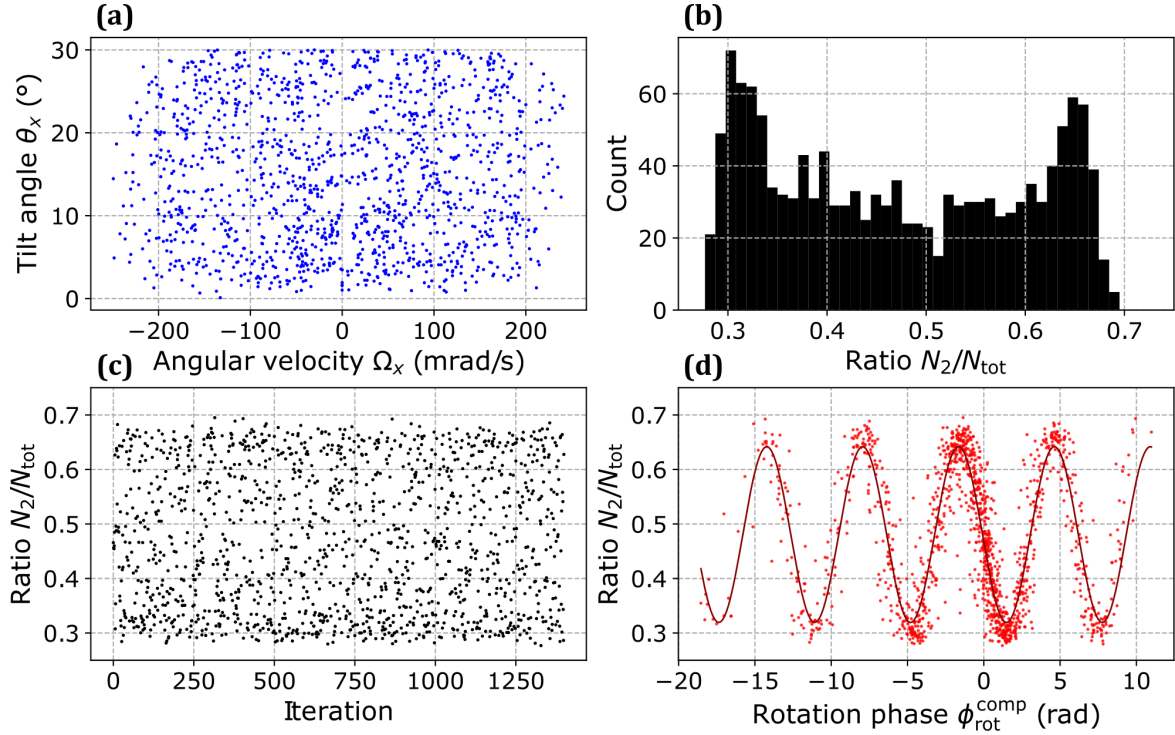 (a)
30
20
10
0
Tilt angle θx (°)
−200 −100 0 100 200
Angular velocity Ωx (mrad/s)
(b)
60
40
20
0
Count
0.3 0.4 0.5 0.6 0.7
Ratio N2/Ntot
(c)
0.7
0.6
0.5
0.4
0.3
Ratio N2/Ntot
0 250 500 750 1000 1250
Iteration
(d)
0.7
0.6
0.5
0.4
0.3
Ratio N2/Ntot
−20 −15 −10 −5 0 5 10
Rotation phase ϕ_rot^comp (rad)